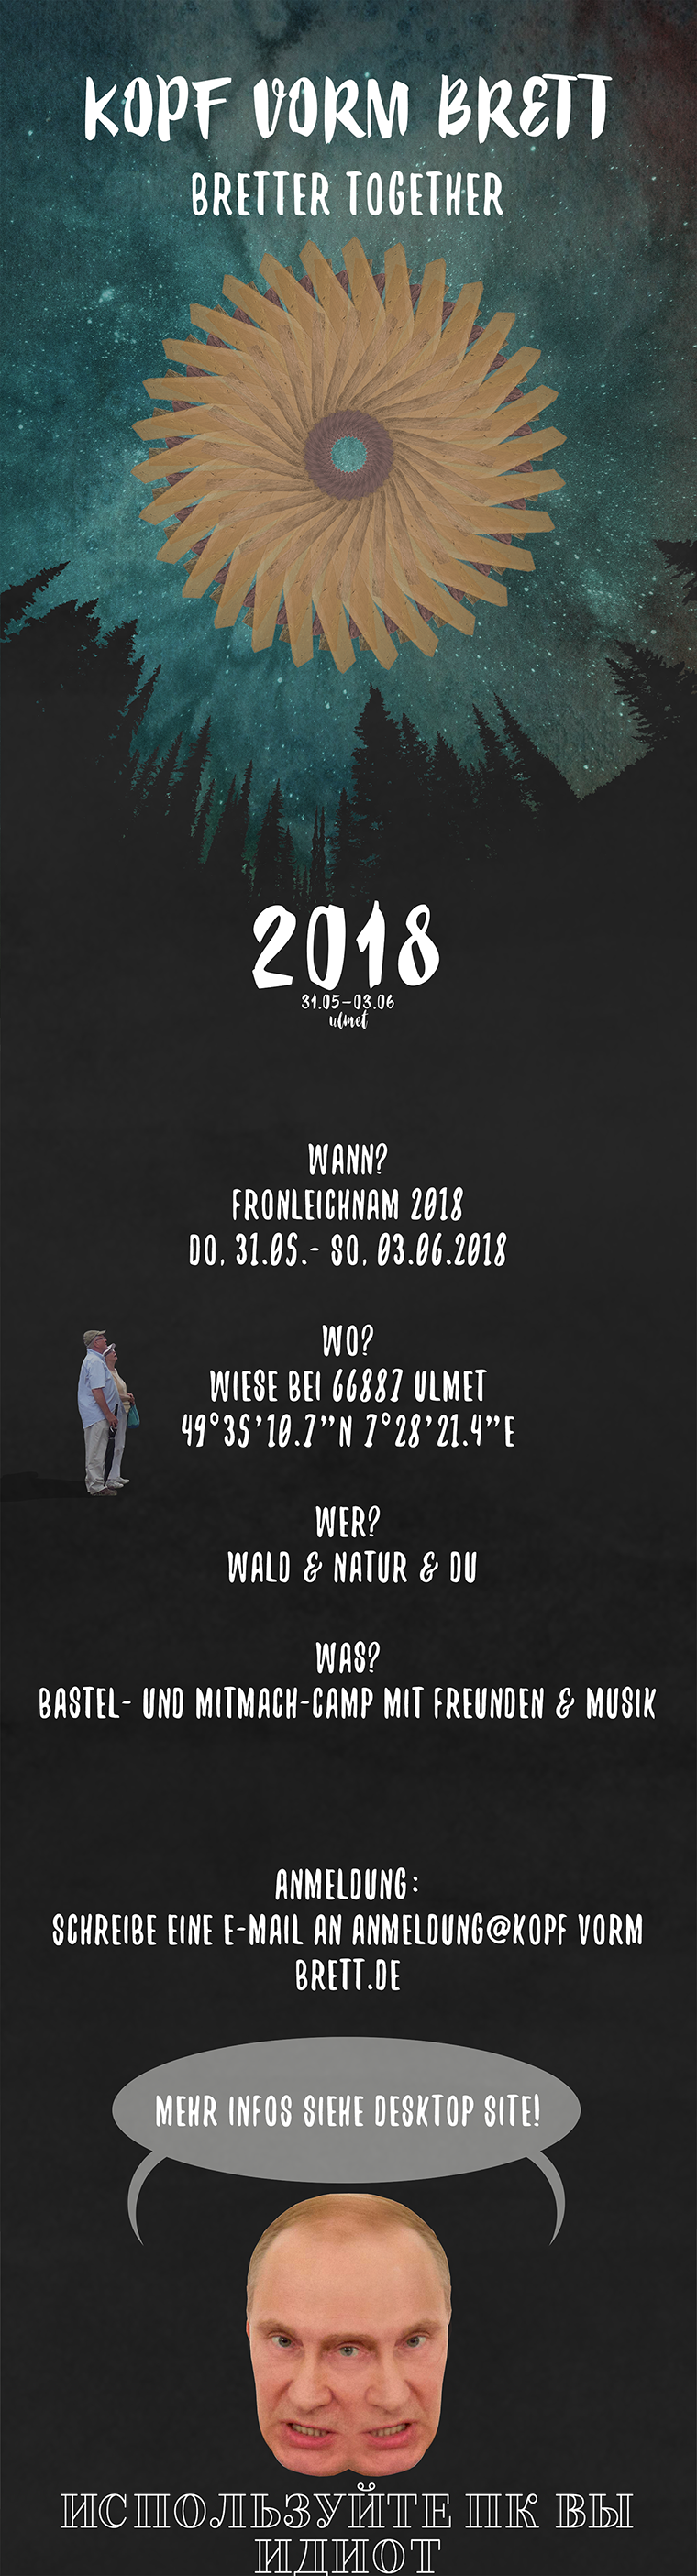 KOPF VORM BRETT
BRETTER TOGETHER
2018
31.05–03.06
ulmet
WANN?
FRONLEICHNAM 2018
DO, 31.05.- SO, 03.06.2018
WO?
WIESE BEI 66887 ULMET
49°35'10.7"N 7°28'21.4"E
WER?
WALD & NATUR & DU
WAS?
BASTEL- UND MITMACH-CAMP MIT FREUNDEN & MUSIK
ANMELDUNG:
SCHREIBE EINE E-MAIL AN ANMELDUNG@KOPF VORM
BRETT.DE
MEHR INFOS SIEHE DESKTOP SITE!
ИСПОЛЬЗУЙТЕ ПК ВЫ
ИДИОТ